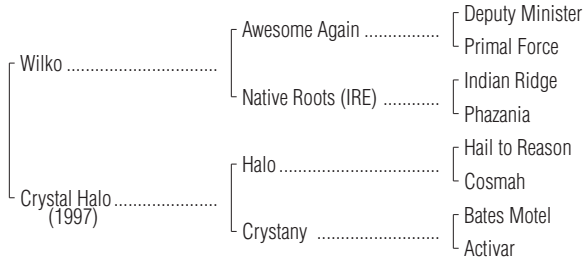 Deputy Minister
Awesome Again ................
Primal Force
Wilko ................................
Indian Ridge
Native Roots (IRE) ............
Phazania
Hail to Reason
Halo ..................................
Cosmah
Crystal Halo ......................
(1997)
Bates Motel
Crystany ..........................
Activar